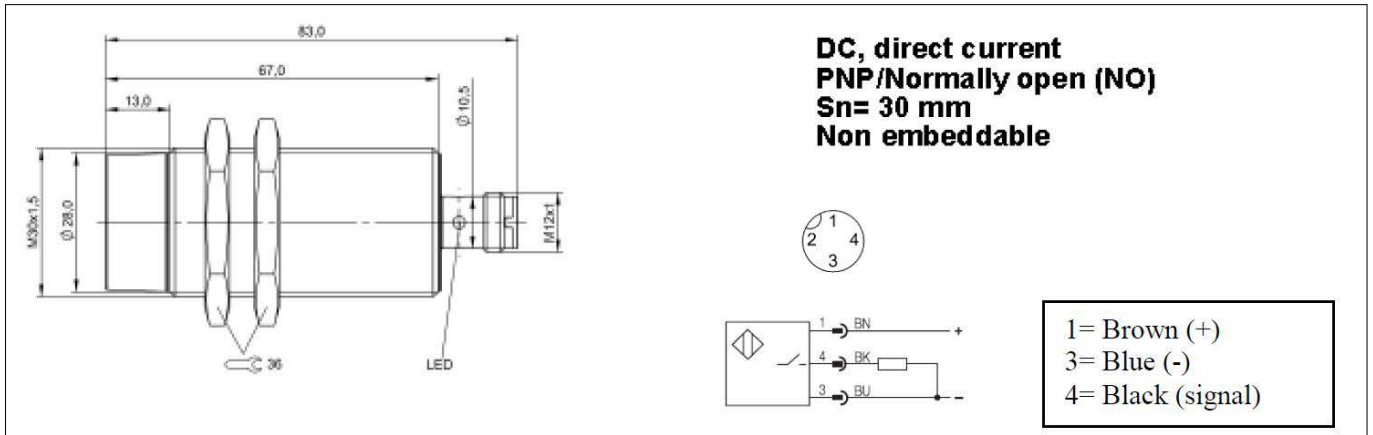 83,0
67,0
13,0
Ø 10,5
M30x1,5
Ø 28,0
M12x1
36
LED
DC, direct current
PNP/Normally open (NO)
Sn= 30 mm
Non embeddable
1
2 4
3
1 BN +
4 BK
3 BU -
1= Brown (+)
3= Blue (-)
4= Black (signal)